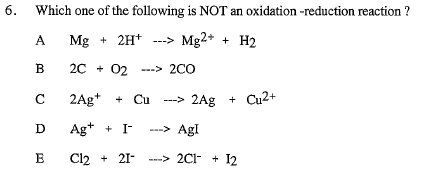 6. Which one of the following is NOT an oxidation -reduction reaction ?
A Mg + 2H+ ---> Mg2+ + H2
B 2C + O2 ---> 2CO
C 2Ag+ + Cu ---> 2Ag + Cu2+
D Ag+ + I- ---> AgI
E Cl2 + 2I- ---> 2Cl- + I2